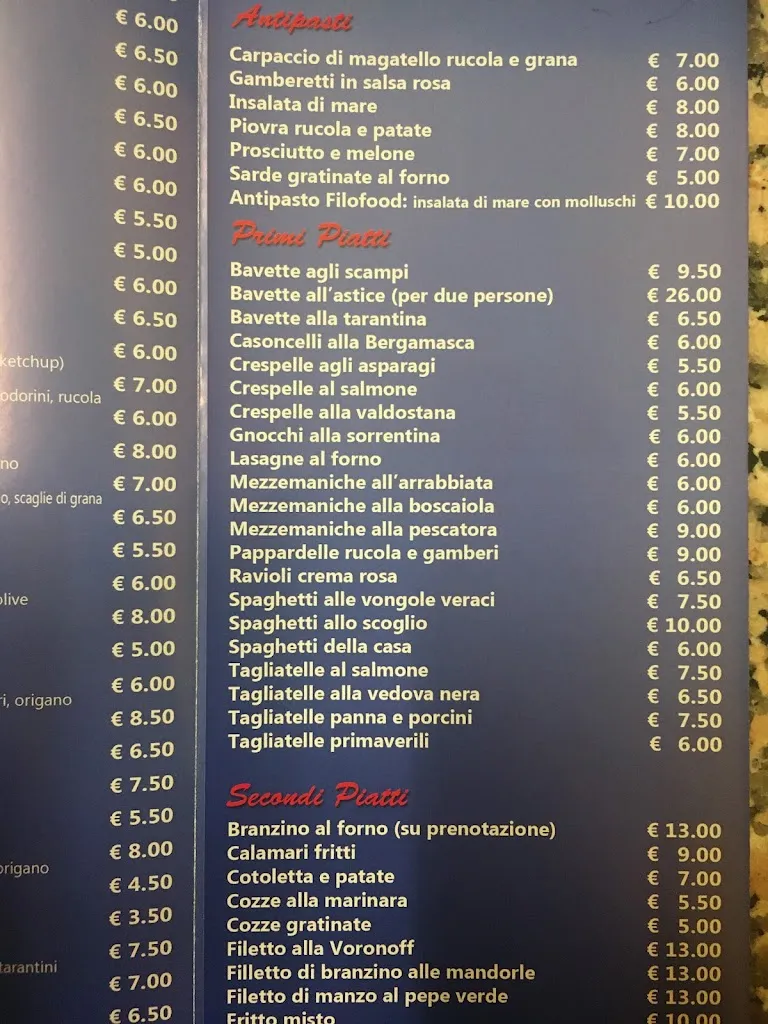 € 6.00
€ 6.50
€ 6.00
€ 6.50
€ 6.00
€ 6.00
€ 5.50
€ 5.00
€ 6.00
€ 6.50
ketchup) € 6.00
€ 7.00
odorini, rucola
€ 6.00
€ 8.00
no
€ 7.00
o, scaglie di grana
€ 6.50
€ 5.50
€ 6.00
olive
€ 8.00
€ 5.00
€ 6.00
ri, origano
€ 8.50
€ 6.50
€ 7.50
€ 5.50
€ 8.00
origano
€ 4.50
€ 3.50
€ 7.50
tarantini
€ 7.00
€ 6.50
Antipasti
Carpaccio di magatello rucola e grana € 7.00
Gamberetti in salsa rosa € 6.00
Insalata di mare € 8.00
Piovra rucola e patate € 8.00
Prosciutto e melone € 7.00
Sarde gratinate al forno € 5.00
Antipasto Filofood: insalata di mare con molluschi € 10.00
Primi Piatti
Bavette agli scampi € 9.50
Bavette all'astice (per due persone) € 26.00
Bavette alla tarantina € 6.50
Casoncelli alla Bergamasca € 6.00
Crespelle agli asparagi € 5.50
Crespelle al salmone € 6.00
Crespelle alla valdostana € 5.50
Gnocchi alla sorrentina € 6.00
Lasagne al forno € 6.00
Mezzemaniche all'arrabbiata € 6.00
Mezzemaniche alla boscaiola € 6.00
Mezzemaniche alla pescatora € 9.00
Pappardelle rucola e gamberi € 9.00
Ravioli crema rosa € 6.50
Spaghetti alle vongole veraci € 7.50
Spaghetti allo scoglio € 10.00
Spaghetti della casa € 6.00
Tagliatelle al salmone € 7.50
Tagliatelle alla vedova nera € 6.50
Tagliatelle panna e porcini € 7.50
Tagliatelle primaverili € 6.00
Secondi Piatti
Branzino al forno (su prenotazione) € 13.00
Calamari fritti € 9.00
Cotoletta e patate € 7.00
Cozze alla marinara € 5.50
Cozze gratinate € 5.00
Filetto alla Voronoff € 13.00
Filletto di branzino alle mandorle € 13.00
Filetto di manzo al pepe verde € 13.00
Fritto misto € 10.00